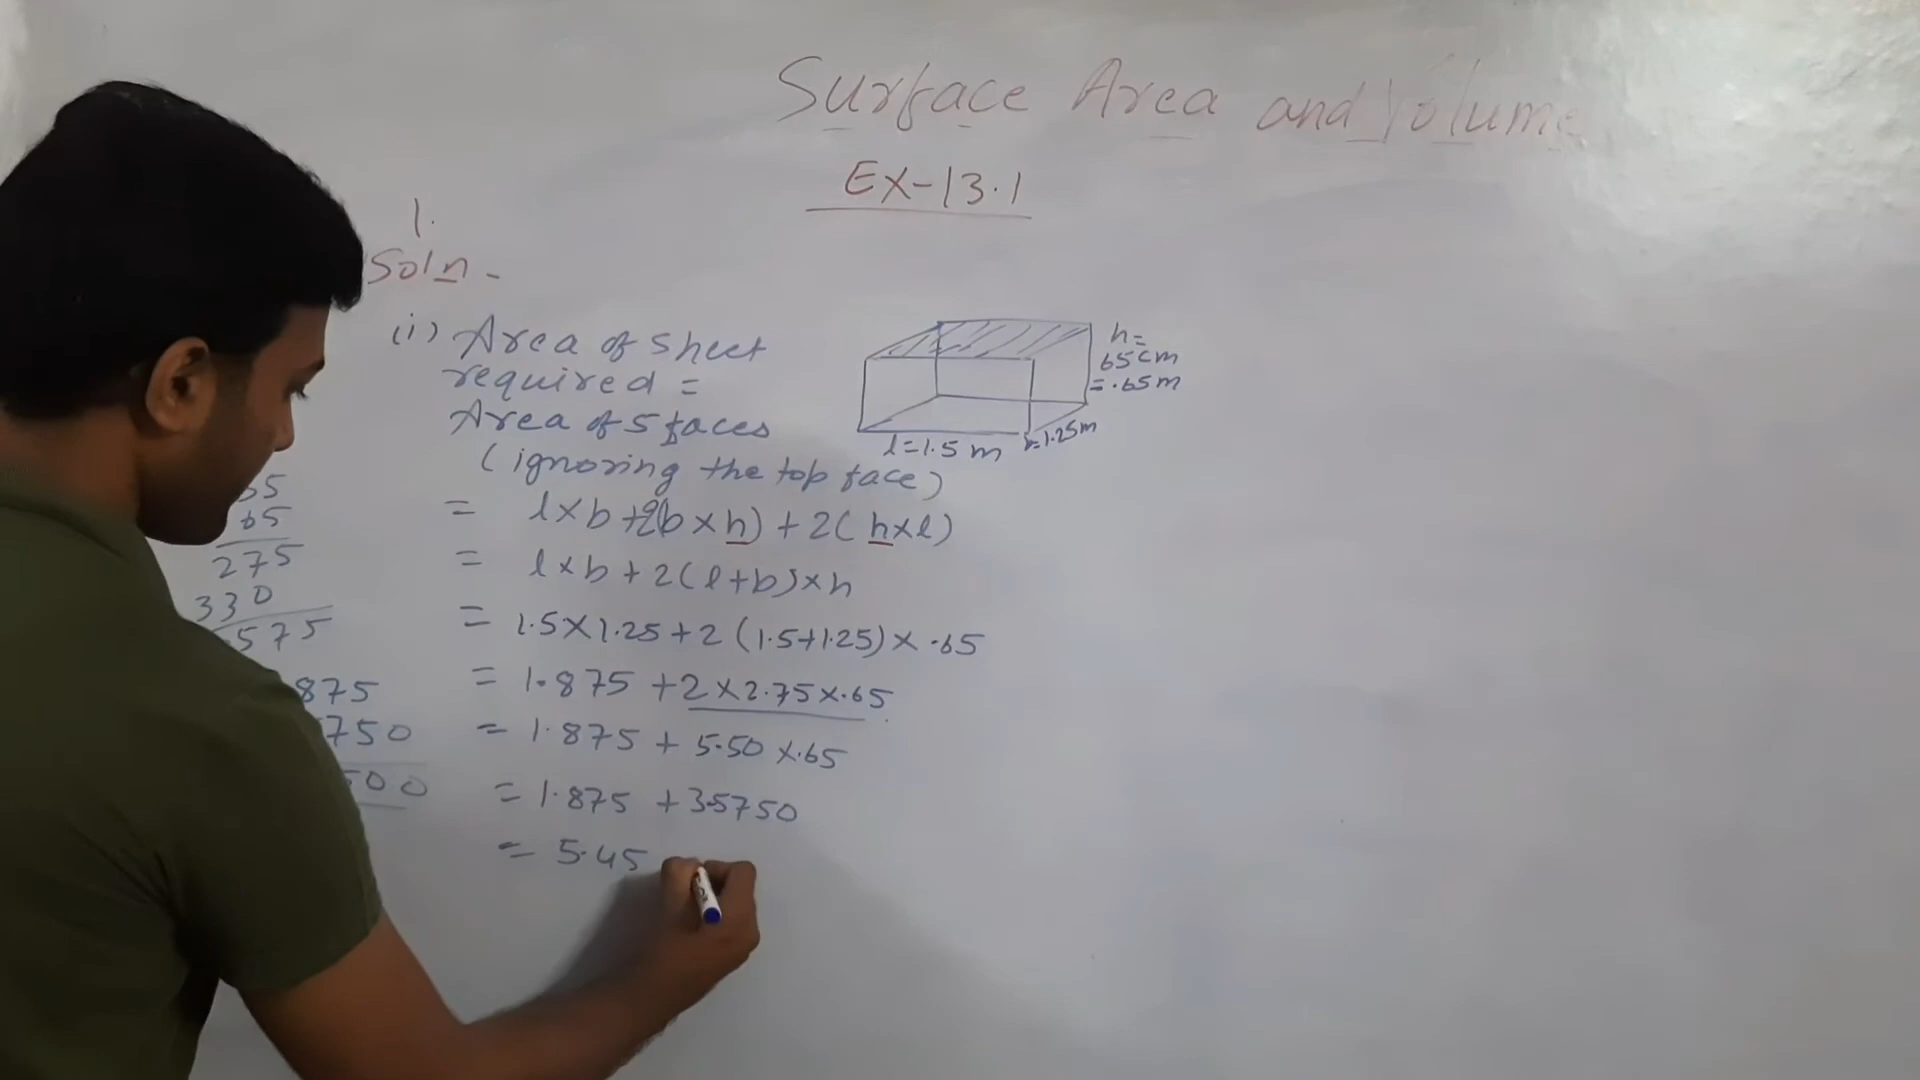 Surface Area and Volume
Ex-13.1
1.
Soln -
(i) Area of sheet
required =
Area of 5 faces
(ignoring the top face)
= l×b+2(b×h)+2(h×l)
= l×b+2(l+b)×h
= 1.5×1.25+2(1.5+1.25)×.65
= 1.875+2×2.75×.65
= 1.875+5.50×.65
= 1.875+3.5750
= 5.45
h=
65cm
=.65m
l=1.5 m
b=1.25m
65
275
330
575
875
750
500